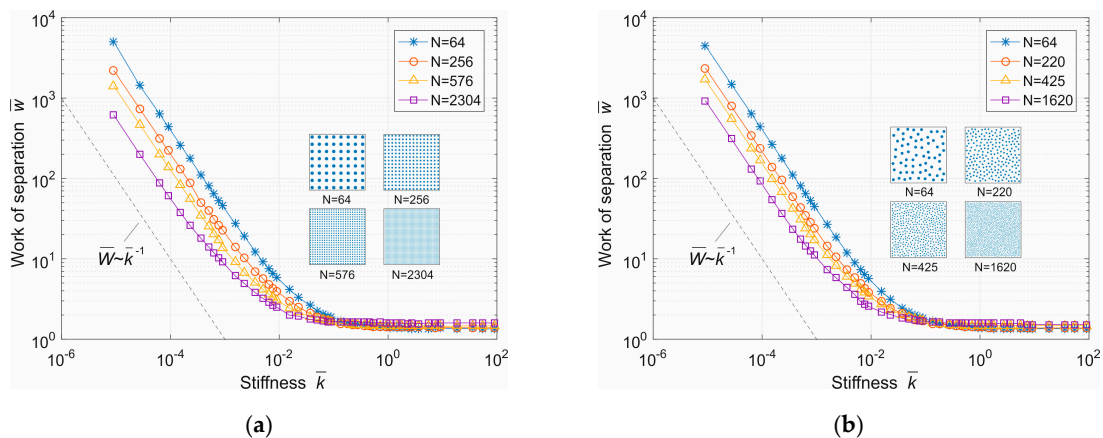 10^4
10^3
10^2
10^1
10^0
Work of separation w̅
10^-6
10^-4
10^-2
10^0
10^2
Stiffness k̅
N=64
N=256
N=576
N=2304
N=64
N=256
N=576
N=2304
W̅~k̅^-1
(a)
10^4
10^3
10^2
10^1
10^0
Work of separation w̅
10^-6
10^-4
10^-2
10^0
10^2
Stiffness k̅
N=64
N=220
N=425
N=1620
N=64
N=220
N=425
N=1620
W̅~k̅^-1
(b)